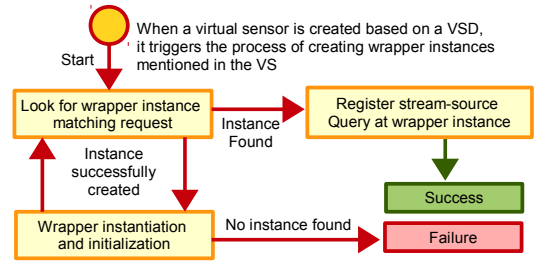 When a virtual sensor is created based on a VSD,
it triggers the process of creating wrapper instances
mentioned in the VS
Start
Look for wrapper instance
matching request
Instance
Found
Register stream-source
Query at wrapper instance
Instance
successfully
created
Success
Wrapper instantiation
and initialization
No instance found
Failure